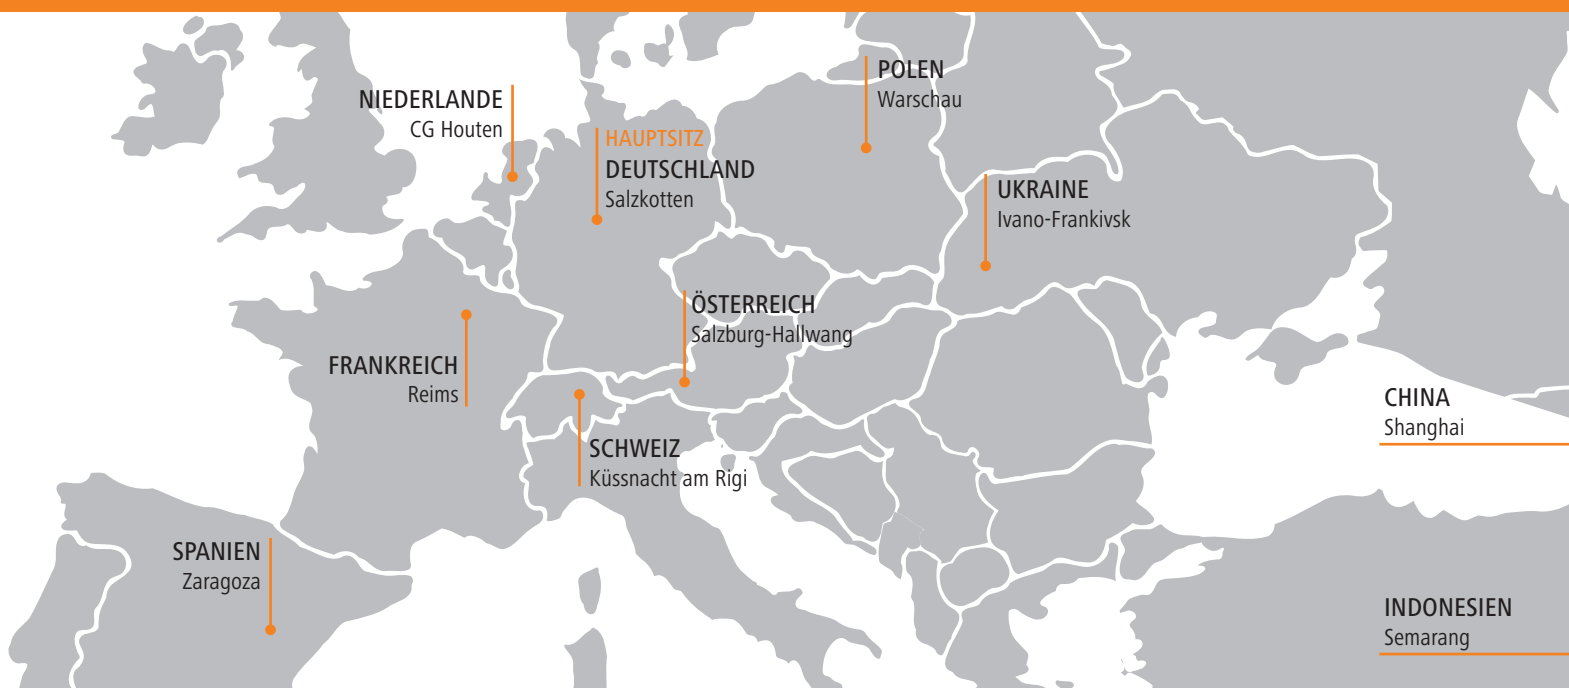 POLEN
Warschau
NIEDERLANDE
CG Houten
HAUPTSITZ
DEUTSCHLAND
Salzkotten
UKRAINE
Ivano-Frankivsk
ÖSTERREICH
Salzburg-Hallwang
FRANKREICH
Reims
CHINA
Shanghai
SCHWEIZ
Küssnacht am Rigi
SPANIEN
Zaragoza
INDONESIEN
Semarang